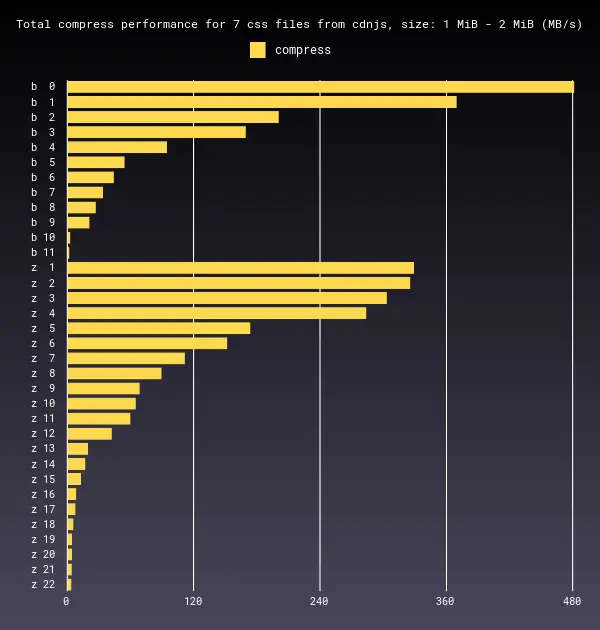 Total compress performance for 7 css files from cdnjs, size: 1 MiB - 2 MiB (MB/s)
compress
b 0
b 1
b 2
b 3
b 4
b 5
b 6
b 7
b 8
b 9
b 10
b 11
z 1
z 2
z 3
z 4
z 5
z 6
z 7
z 8
z 9
z 10
z 11
z 12
z 13
z 14
z 15
z 16
z 17
z 18
z 19
z 20
z 21
z 22
0 120 240 360 480